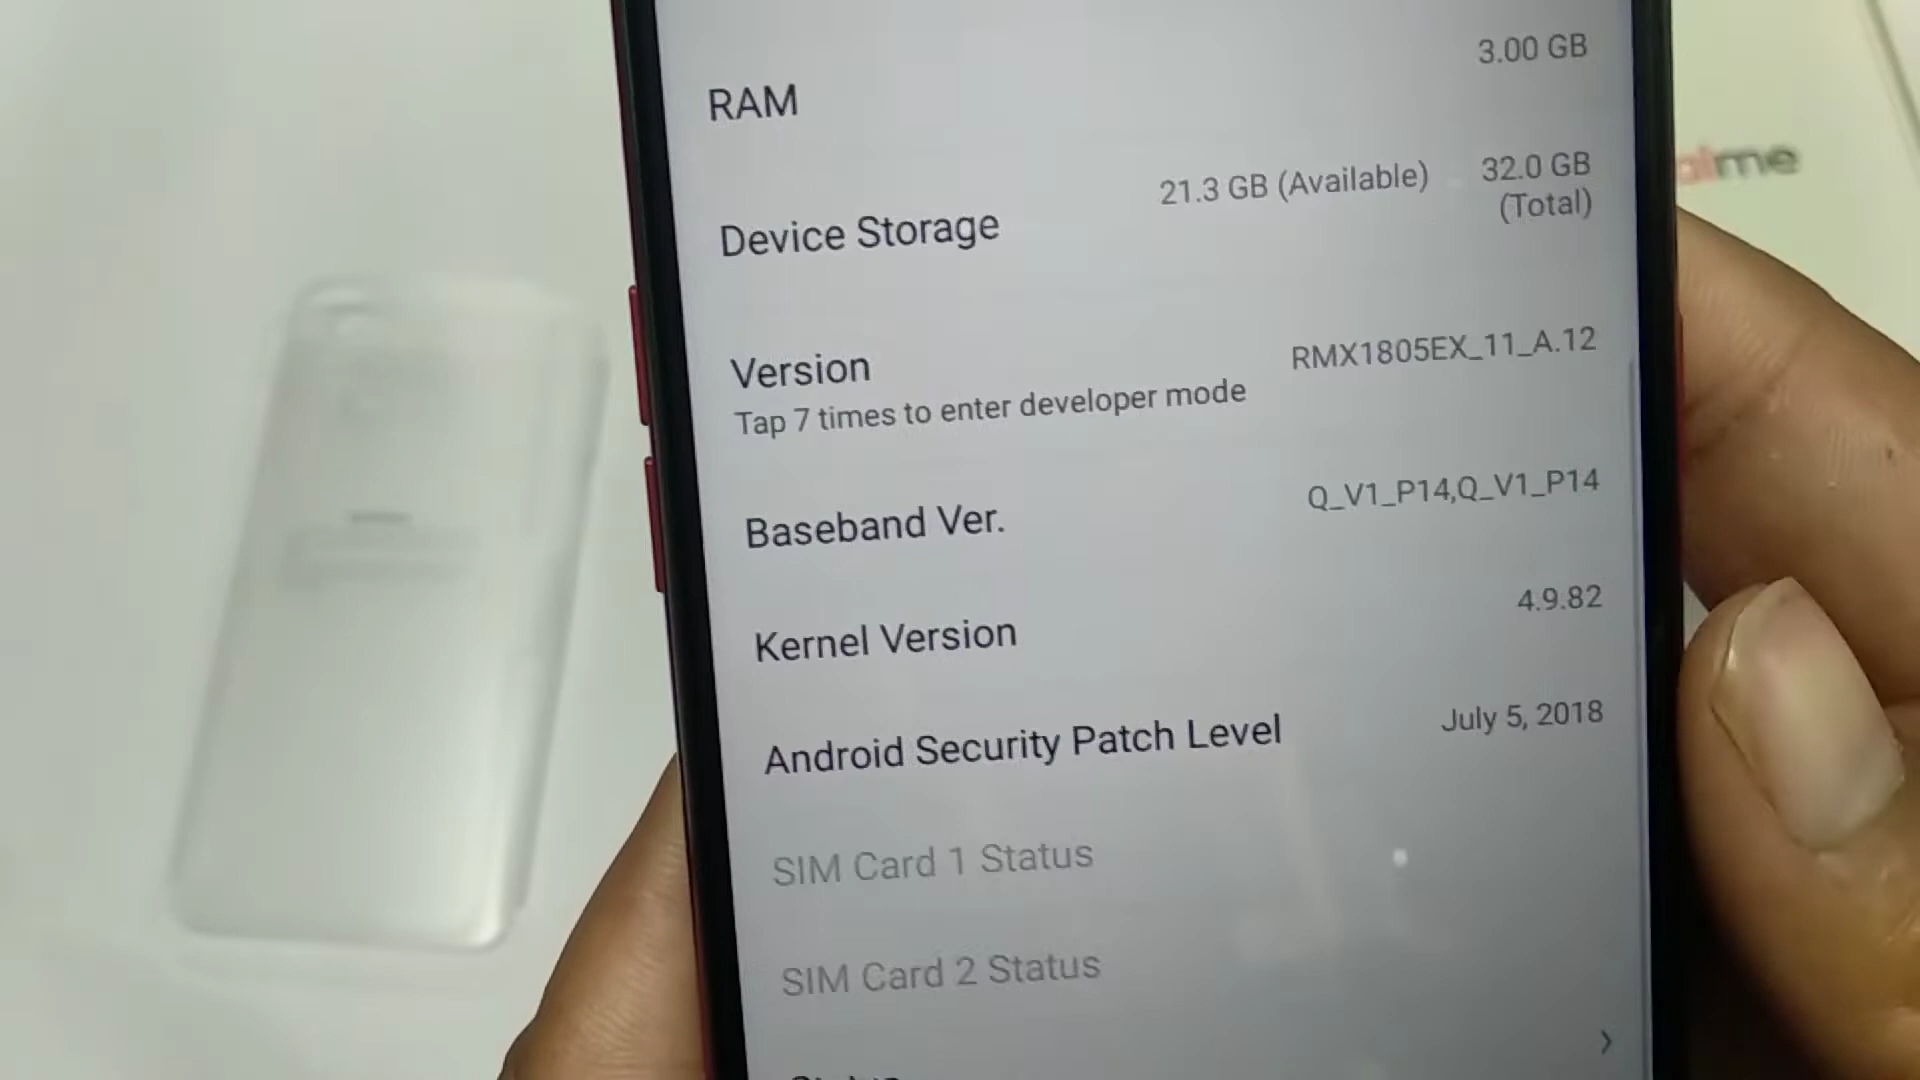 3.00 GB
RAM
21.3 GB (Available)
32.0 GB
(Total)
Device Storage
Version
RMX1805EX_11_A.12
Tap 7 times to enter developer mode
Baseband Ver.
Q_V1_P14,Q_V1_P14
Kernel Version
4.9.82
Android Security Patch Level
July 5, 2018
SIM Card 1 Status
SIM Card 2 Status